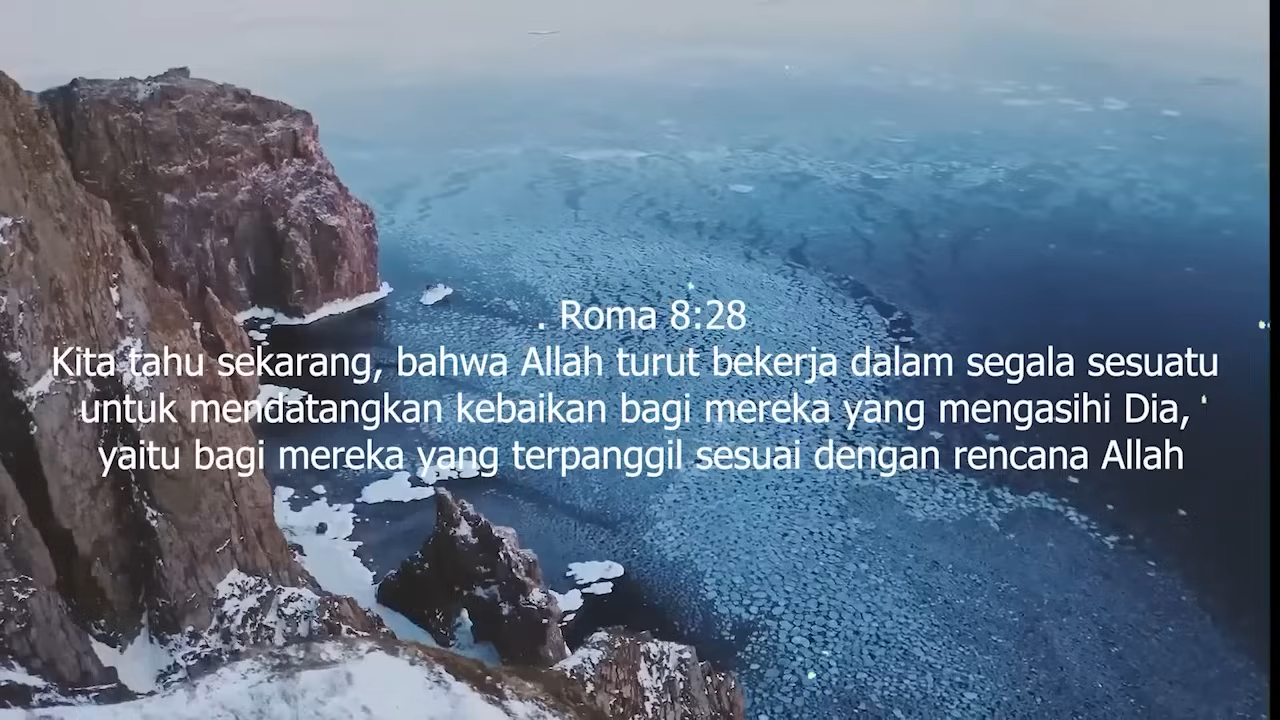 . Roma 8:28
Kita tahu sekarang, bahwa Allah turut bekerja dalam segala sesuatu
untuk mendatangkan kebaikan bagi mereka yang mengasihi Dia,
yaitu bagi mereka yang terpanggil sesuai dengan rencana Allah